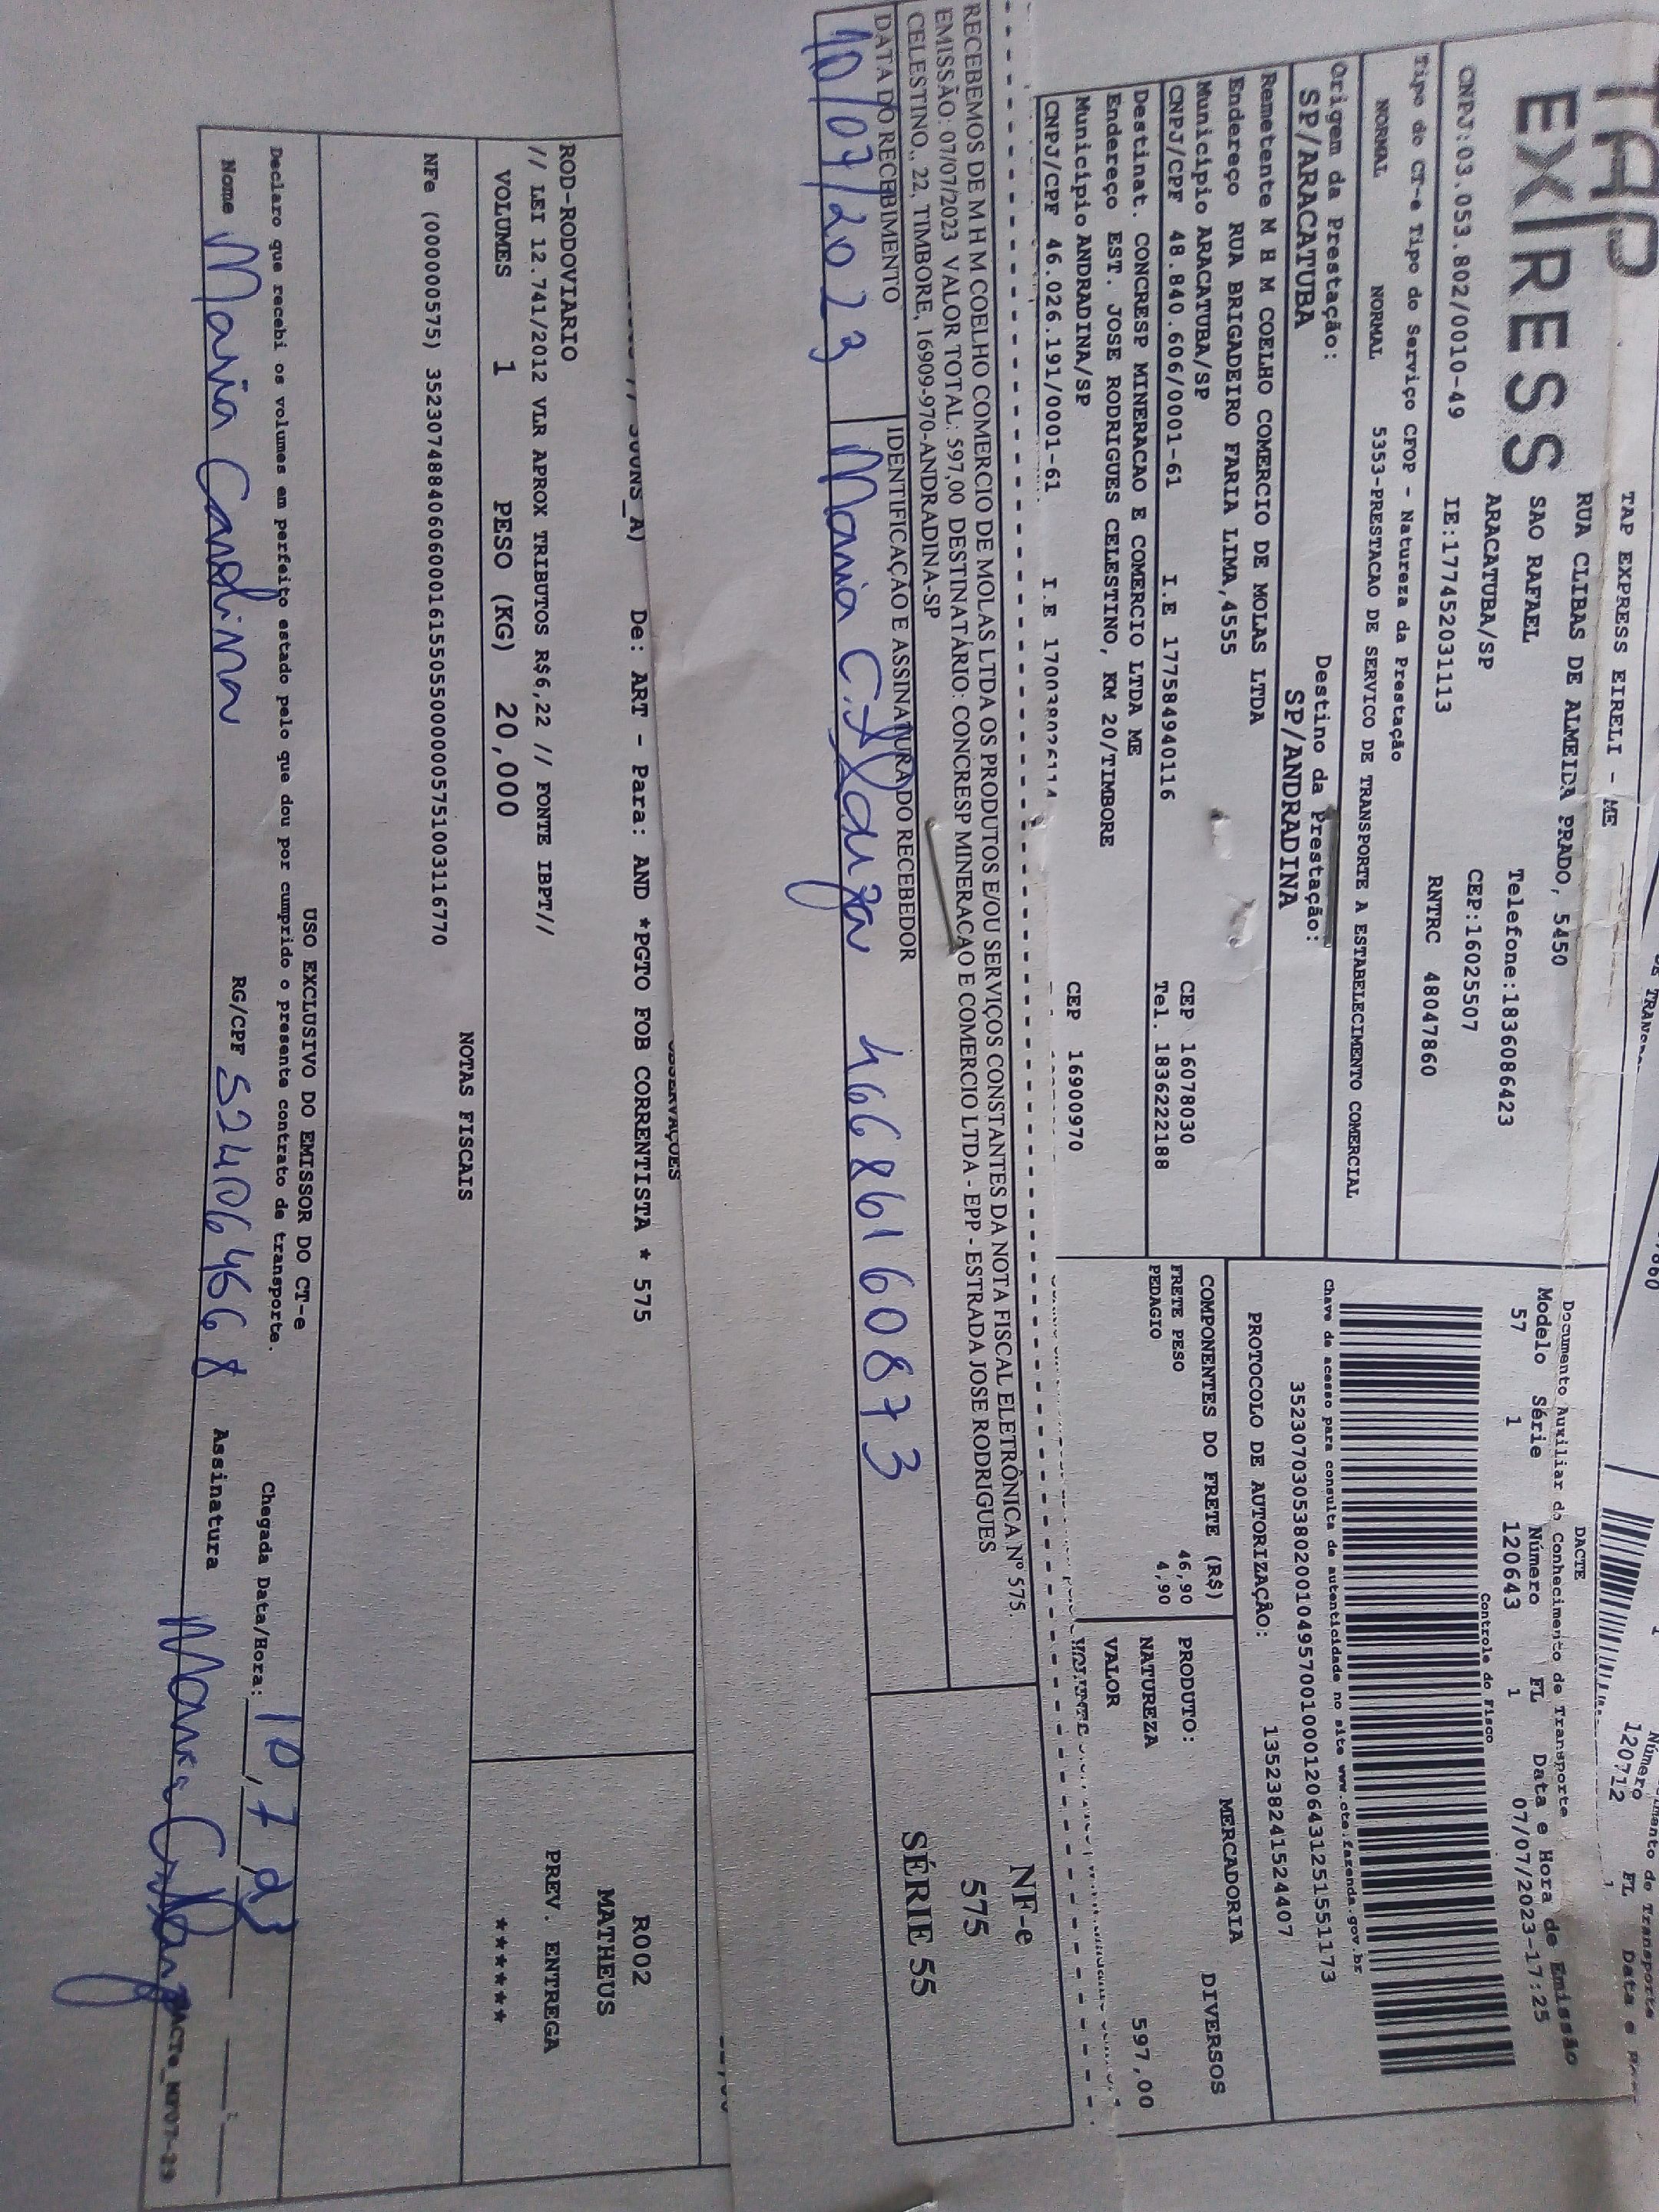 TAP
EXPRESS
TAP EXPRESS EIRELI - ME
RUA CLIBAS DE ALMEIDA PRADO, 5450
SAO RAFAEL Telefone:1836086423
ARACATUBA/SP CEP:16025507
CNPJ:03.053.802/0010-49 IE:177452031113 RNTRC 48047860
Tipo do CT-e Tipo do Serviço CFOP - Natureza da Prestação
NORMAL NORMAL 5353-PRESTACAO DE SERVICO DE TRANSPORTE A ESTABELECIMENTO COMERCIAL
Origem da Prestação: Destino da Prestação:
SP/ARACATUBA SP/ANDRADINA
Remetente M H M COELHO COMERCIO DE MOLAS LTDA
Endereço RUA BRIGADEIRO FARIA LIMA,4555
Município ARACATUBA/SP CEP 16078030
CNPJ/CPF 48.840.606/0001-61 I.E 177584940116 Tel. 1836222188
Destinat. CONCRESP MINERACAO E COMERCIO LTDA ME
Endereço EST. JOSE RODRIGUES CELESTINO, KM 20/TIMBORE
Município ANDRADINA/SP CEP 16900970
CNPJ/CPF 46.026.191/0001-61 I.E
Número
120712
DACTE
Documento Auxiliar do Conhecimento de Transporte
Modelo Série Número FL Data e Hora de Emissão
57 1 120643 1 07/07/2023-17:25
Controle do Fisco
Chave de acesso para consulta de autenticidade no site www.cte.fazenda.gov.br
35230703053802001049570010001206431251551173
PROTOCOLO DE AUTORIZAÇÃO: 135238241524407
COMPONENTES DO FRETE (R$) MERCADORIA
FRETE PESO 46,90 PRODUTO: DIVERSOS
PEDAGIO 4,90 NATUREZA
VALOR 597,00
RECEBEMOS DE M H M COELHO COMERCIO DE MOLAS LTDA OS PRODUTOS E/OU SERVIÇOS CONSTANTES DA NOTA FISCAL ELETRÔNICA Nº 575.
EMISSÃO: 07/07/2023 VALOR TOTAL: 597,00 DESTINATÁRIO: CONCRESP MINERACAO E COMERCIO LTDA - EPP - ESTRADA JOSE RODRIGUES
CELESTINO,, 22, TIMBORE, 16909-970-ANDRADINA-SP
DATA DO RECEBIMENTO IDENTIFICAÇÃO E ASSINATURA DO RECEBEDOR
10/07/2023 Maria C. 46686160873
NF-e
575
SÉRIE 55
De: ART - Para: AND *PGTO FOB CORRENTISTA * 575
ROD-RODOVIARIO
// LEI 12.741/2012 VLR APROX TRIBUTOS R$6,22 // FONTE IBPT//
VOLUMES 1 PESO (KG) 20,000
R002
MATHEUS
PREV. ENTREGA
*******
NOTAS FISCAIS
NFe (000000575) 35230748840606000161550550000005751003116770
USO EXCLUSIVO DO EMISSOR DO CT-e
Declaro que recebi os volumes em perfeito estado pelo que dou por cumprido o presente contrato de transporte.
Chegada Data/Hora: 10/7/23
Nome Maria Carolina RG/CPF 524064668 Assinatura Maria